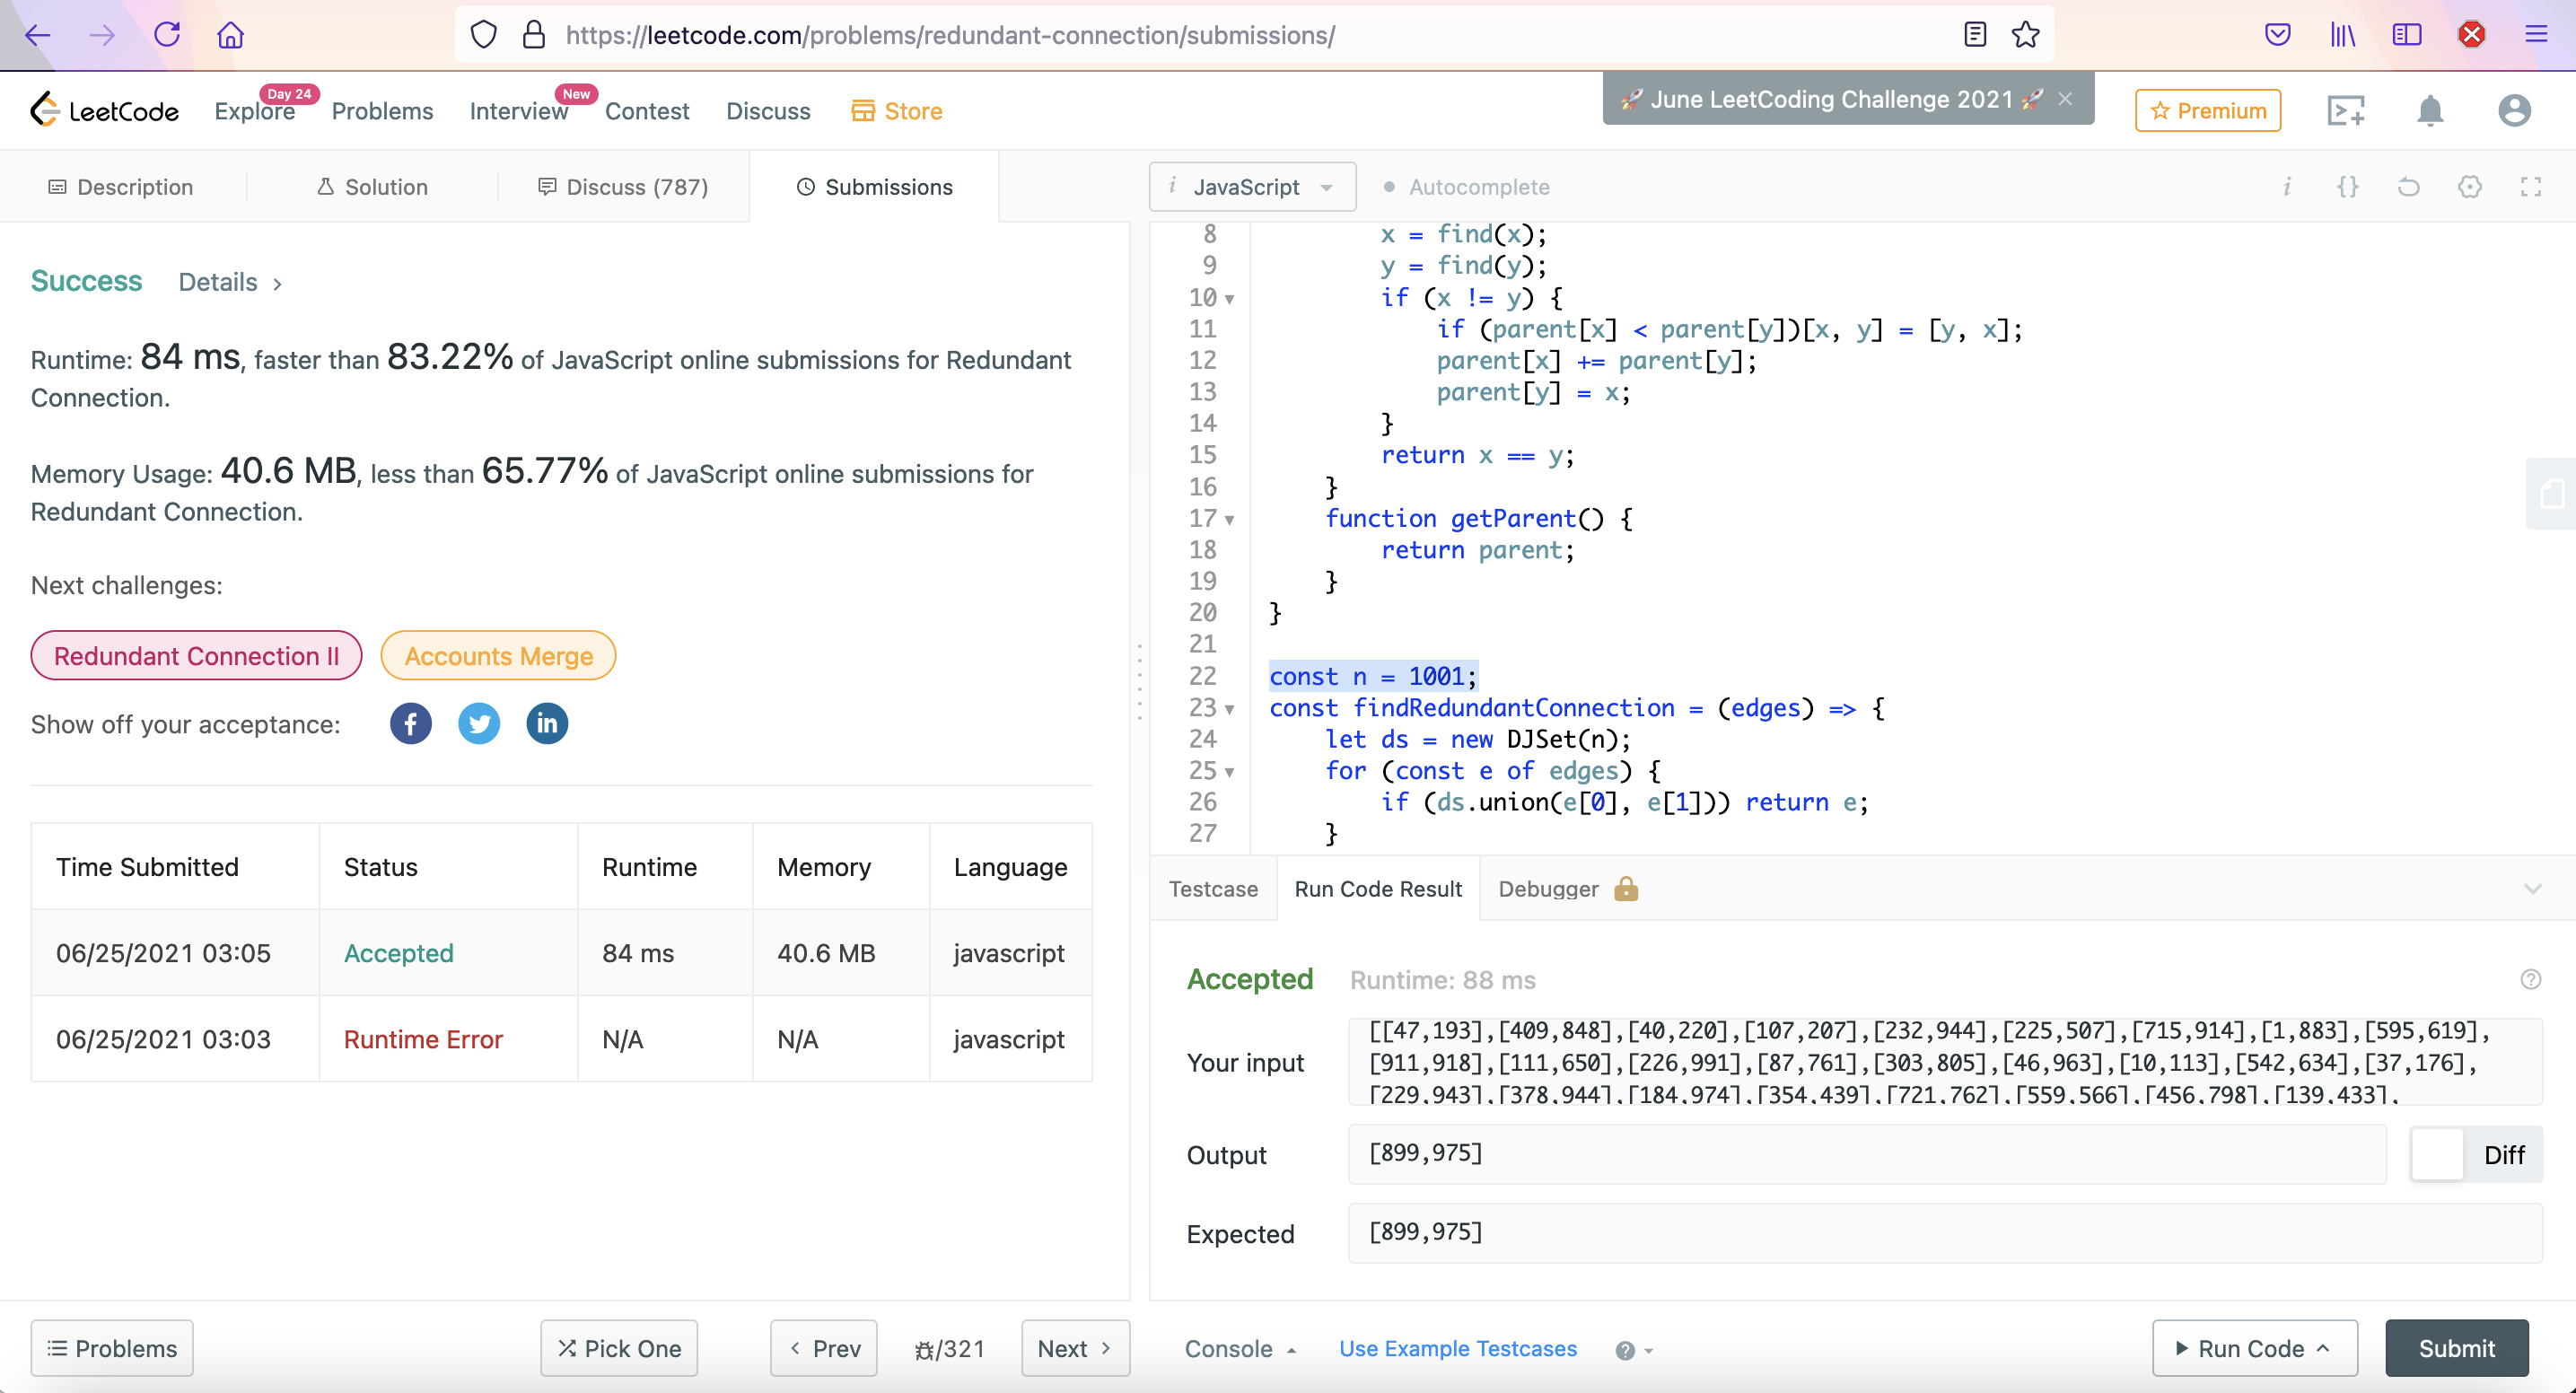 https://leetcode.com/problems/redundant-connection/submissions/
LeetCode
Explore
Day 24
Problems
Interview
New
Contest
Discuss
Store
🚀 June LeetCoding Challenge 2021 🚀 ×
Premium
Description
Solution
Discuss (787)
Submissions
Success
Details >
Runtime: 84 ms, faster than 83.22% of JavaScript online submissions for Redundant
Connection.
Memory Usage: 40.6 MB, less than 65.77% of JavaScript online submissions for
Redundant Connection.
Next challenges:
Redundant Connection II
Accounts Merge
Show off your acceptance:
Time Submitted Status Runtime Memory Language
06/25/2021 03:05 Accepted 84 ms 40.6 MB javascript
06/25/2021 03:03 Runtime Error N/A N/A javascript
Problems
Pick One
< Prev
/321
Next >
i JavaScript
Autocomplete
i {}
8 x = find(x);
9 y = find(y);
10 if (x != y) {
11 if (parent[x] < parent[y])[x, y] = [y, x];
12 parent[x] += parent[y];
13 parent[y] = x;
14 }
15 return x == y;
16 }
17 function getParent() {
18 return parent;
19 }
20 }
21
22 const n = 1001;
23 const findRedundantConnection = (edges) => {
24 let ds = new DJSet(n);
25 for (const e of edges) {
26 if (ds.union(e[0], e[1])) return e;
27 }
Testcase
Run Code Result
Debugger
Accepted Runtime: 88 ms
Your input
[[47,193],[409,848],[40,220],[107,207],[232,944],[225,507],[715,914],[1,883],[595,619],
[911,918],[111,650],[226,991],[87,761],[303,805],[46,963],[10,113],[542,634],[37,176],
[229,943],[378,944],[184,974],[354,439],[721,762],[559,566],[456,798],[139,433],
Output
[899,975]
Diff
Expected
[899,975]
Console
Use Example Testcases
Run Code
Submit